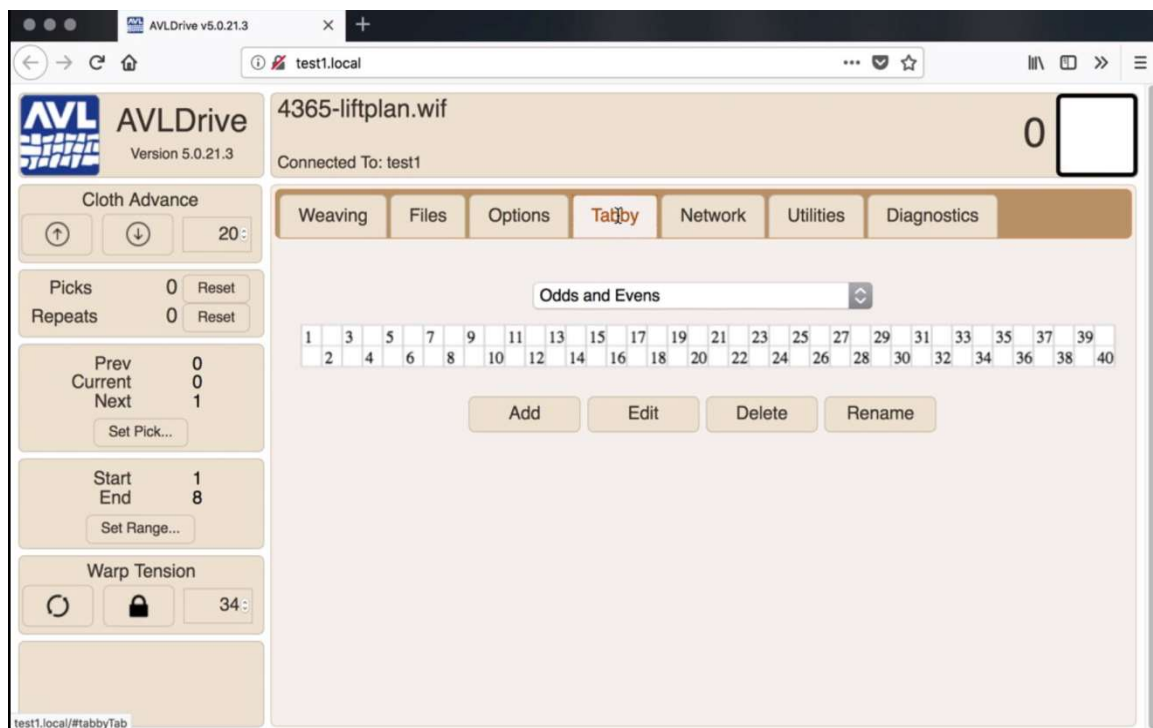 AVLDrive v5.0.21.3
test1.local
AVL
AVLDrive
Version 5.0.21.3
4365-liftplan.wif
Connected To: test1
0
Cloth Advance
20
Picks 0 Reset
Repeats 0 Reset
Prev 0
Current 0
Next 1
Set Pick...
Start 1
End 8
Set Range...
Warp Tension
34
Weaving Files Options Tabby Network Utilities Diagnostics
Odds and Evens
1 3 5 7 9 11 13 15 17 19 21 23 25 27 29 31 33 35 37 39
2 4 6 8 10 12 14 16 18 20 22 24 26 28 30 32 34 36 38 40
Add Edit Delete Rename
test1.local/#tabbyTab